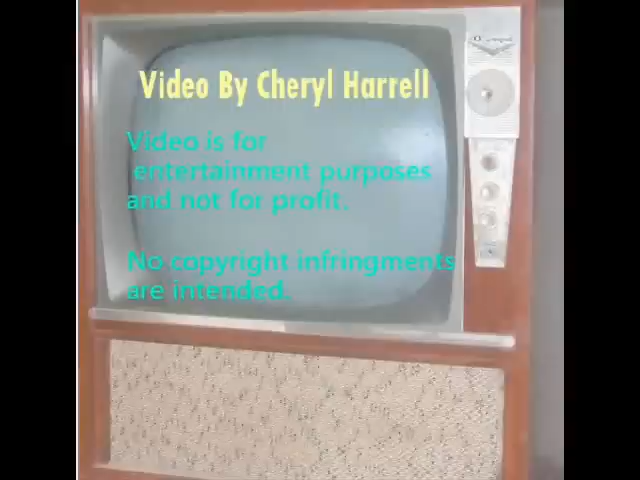 Video By Cheryl Harrell
Video is for
entertainment purposes
and not for profit.
No copyright infringments
are intended.